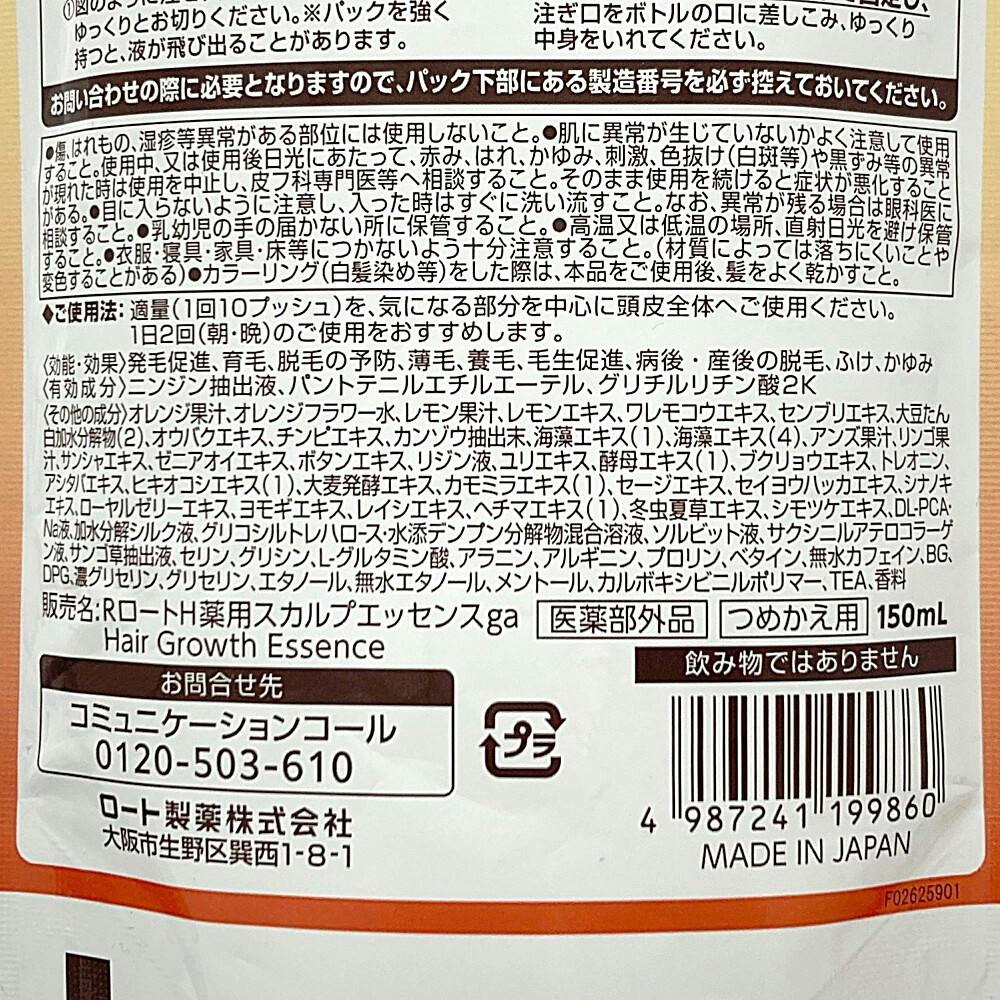 ①図のように注
ゆっくりとお切りください。※パックを強く
持つと、液が飛び出ることがあります。
注ぎ口をボトルの口に差しこみ、ゆっくり
中身をいれてください。
お問い合わせの際に必要となりますので、パック下部にある製造番号を必ず控えておいてください。
●傷、はれもの、湿疹等異常がある部位には使用しないこと。●肌に異常が生じていないかよく注意して使用
すること。使用中、又は使用後日光にあたって、赤み、はれ、かゆみ、刺激、色抜け(白斑等)や黒ずみ等の異常
が現れた時は使用を中止し、皮フ科専門医等へ相談すること。そのまま使用を続けると症状が悪化すること
がある。●目に入らないように注意し、入った時はすぐに洗い流すこと。なお、異常が残る場合は眼科医に
相談すること。●乳幼児の手の届かない所に保管すること。●高温又は低温の場所、直射日光を避け保管
すること。●衣服・寝具・家具・床等につかないよう十分注意すること。(材質によっては落ちにくいことや
変色することがある)●カラーリング(白髪染め等)をした際は、本品をご使用後、髪をよく乾かすこと。
◆ご使用法:適量(1回10プッシュ)を、気になる部分を中心に頭皮全体へご使用ください。
1日2回(朝・晩)のご使用をおすすめします。
〈効能・効果〉発毛促進、育毛、脱毛の予防、薄毛、養毛、毛生促進、病後・産後の脱毛、ふけ、かゆみ
〈有効成分〉ニンジン抽出液、パントテニルエチルエーテル、グリチルリチン酸2K
〈その他の成分〉オレンジ果汁、オレンジフラワー水、レモン果汁、レモンエキス、ワレモコウエキス、センブリエキス、大豆たん
白加水分解物(2)、オウバクエキス、チンピエキス、カンゾウ抽出末、海藻エキス(1)、海藻エキス(4)、アンズ果汁、リンゴ果
汁、サンシャエキス、ゼニアオイエキス、ボタンエキス、リジン液、ユリエキス、酵母エキス(1)、ブクリョウエキス、トレオニン、
アシタバエキス、ヒキオコシエキス(1)、大麦発酵エキス、カモミラエキス(1)、セージエキス、セイヨウハッカエキス、シナノキ
エキス、ローヤルゼリーエキス、ヨモギエキス、レイシエキス、ヘチマエキス(1)、冬虫夏草エキス、シモツケエキス、DL-PCA・
Na液、加水分解シルク液、グリコシルトレハロース・水添デンプン分解物混合溶液、ソルビット液、サクシニルアテロコラーゲ
ン液、サンゴ草抽出液、セリン、グリシン、L-グルタミン酸、アラニン、アルギニン、プロリン、ベタイン、無水カフェイン、BG、
DPG、濃グリセリン、グリセリン、エタノール、無水エタノール、メントール、カルボキシビニルポリマー、TEA、香料
販売名:RロートH薬用スカルプエッセンスga 医薬部外品 つめかえ用 150mL
Hair Growth Essence
飲み物ではありません
お問合せ先
コミュニケーションコール
0120-503-610
プラ
ロート製薬株式会社
大阪市生野区巽西1-8-1
4 987241 199860
MADE IN JAPAN
F02625901